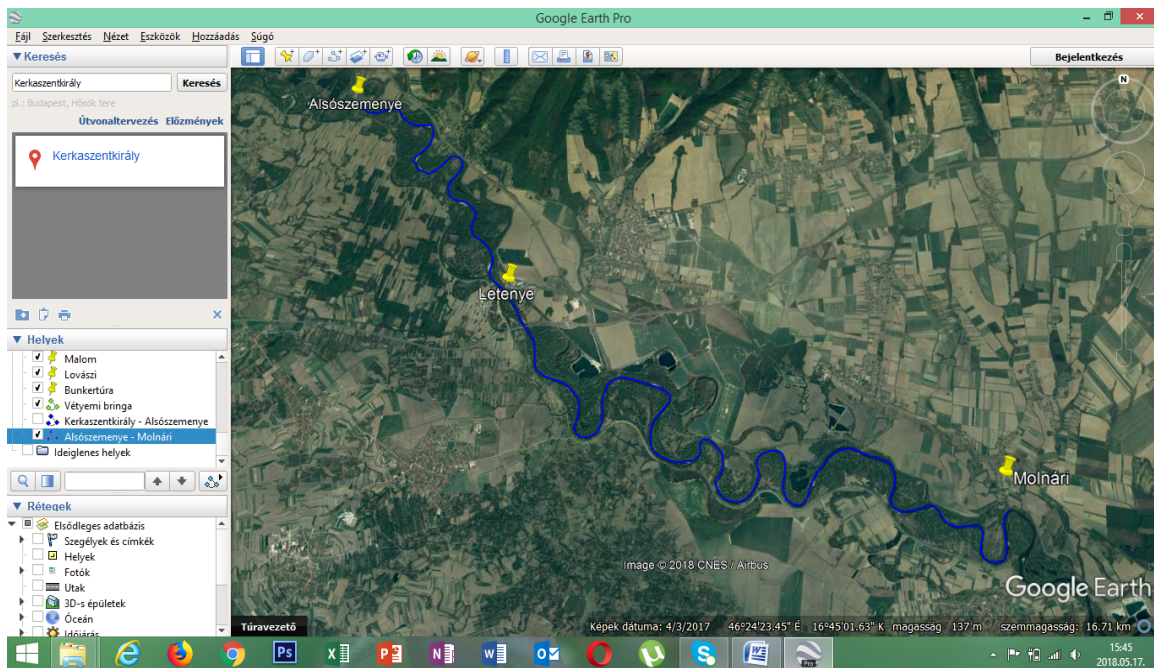 Google Earth Pro
Fájl Szerkesztés Nézet Eszközök Hozzáadás Súgó
Keresés
Bejelentkezés
Kerkaszentkirály
Keresés
pl.: Budapest, Hősök tere
Útvonaltervezés Előzmények
Kerkaszentkirály
Helyek
Malom
Lovászi
Bunkertúra
Vétyemi bringa
Kerkaszentkirály - Alsószemenye
Alsószemenye - Molnári
Ideiglenes helyek
Rétegek
Elsődleges adatbázis
Szegélyek és címkék
Helyek
Fotók
Utak
3D-s épületek
Óceán
Időjárás
Alsószemenye
Letenye
Molnári
N
Image © 2018 CNES / Airbus
Google Earth
Túravezető
Képek dátuma: 4/3/2017 46°24'23.45" É 16°45'01.63" K magasság 137 m szemmagasság: 16.71 km
Ps
Pro
15:45
2018.05.17.